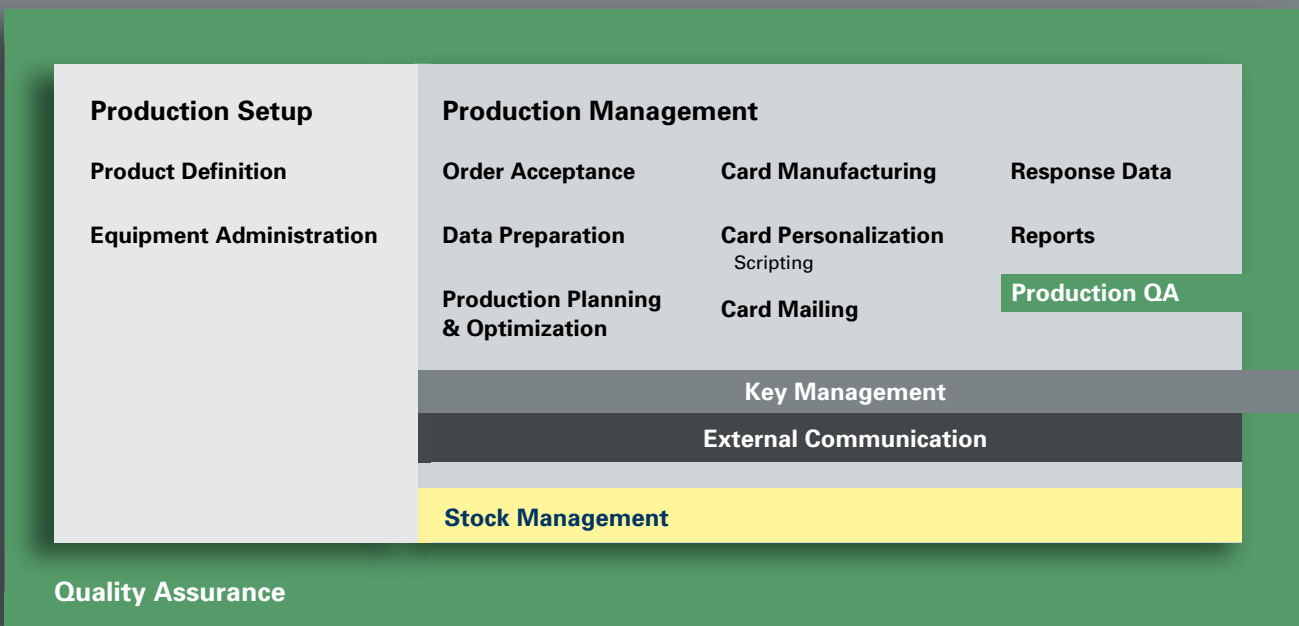 Production Setup
Product Definition
Equipment Administration
Production Management
Order Acceptance
Data Preparation
Production Planning
& Optimization
Card Manufacturing
Card Personalization
Scripting
Card Mailing
Response Data
Reports
Production QA
Key Management
External Communication
Stock Management
Quality Assurance